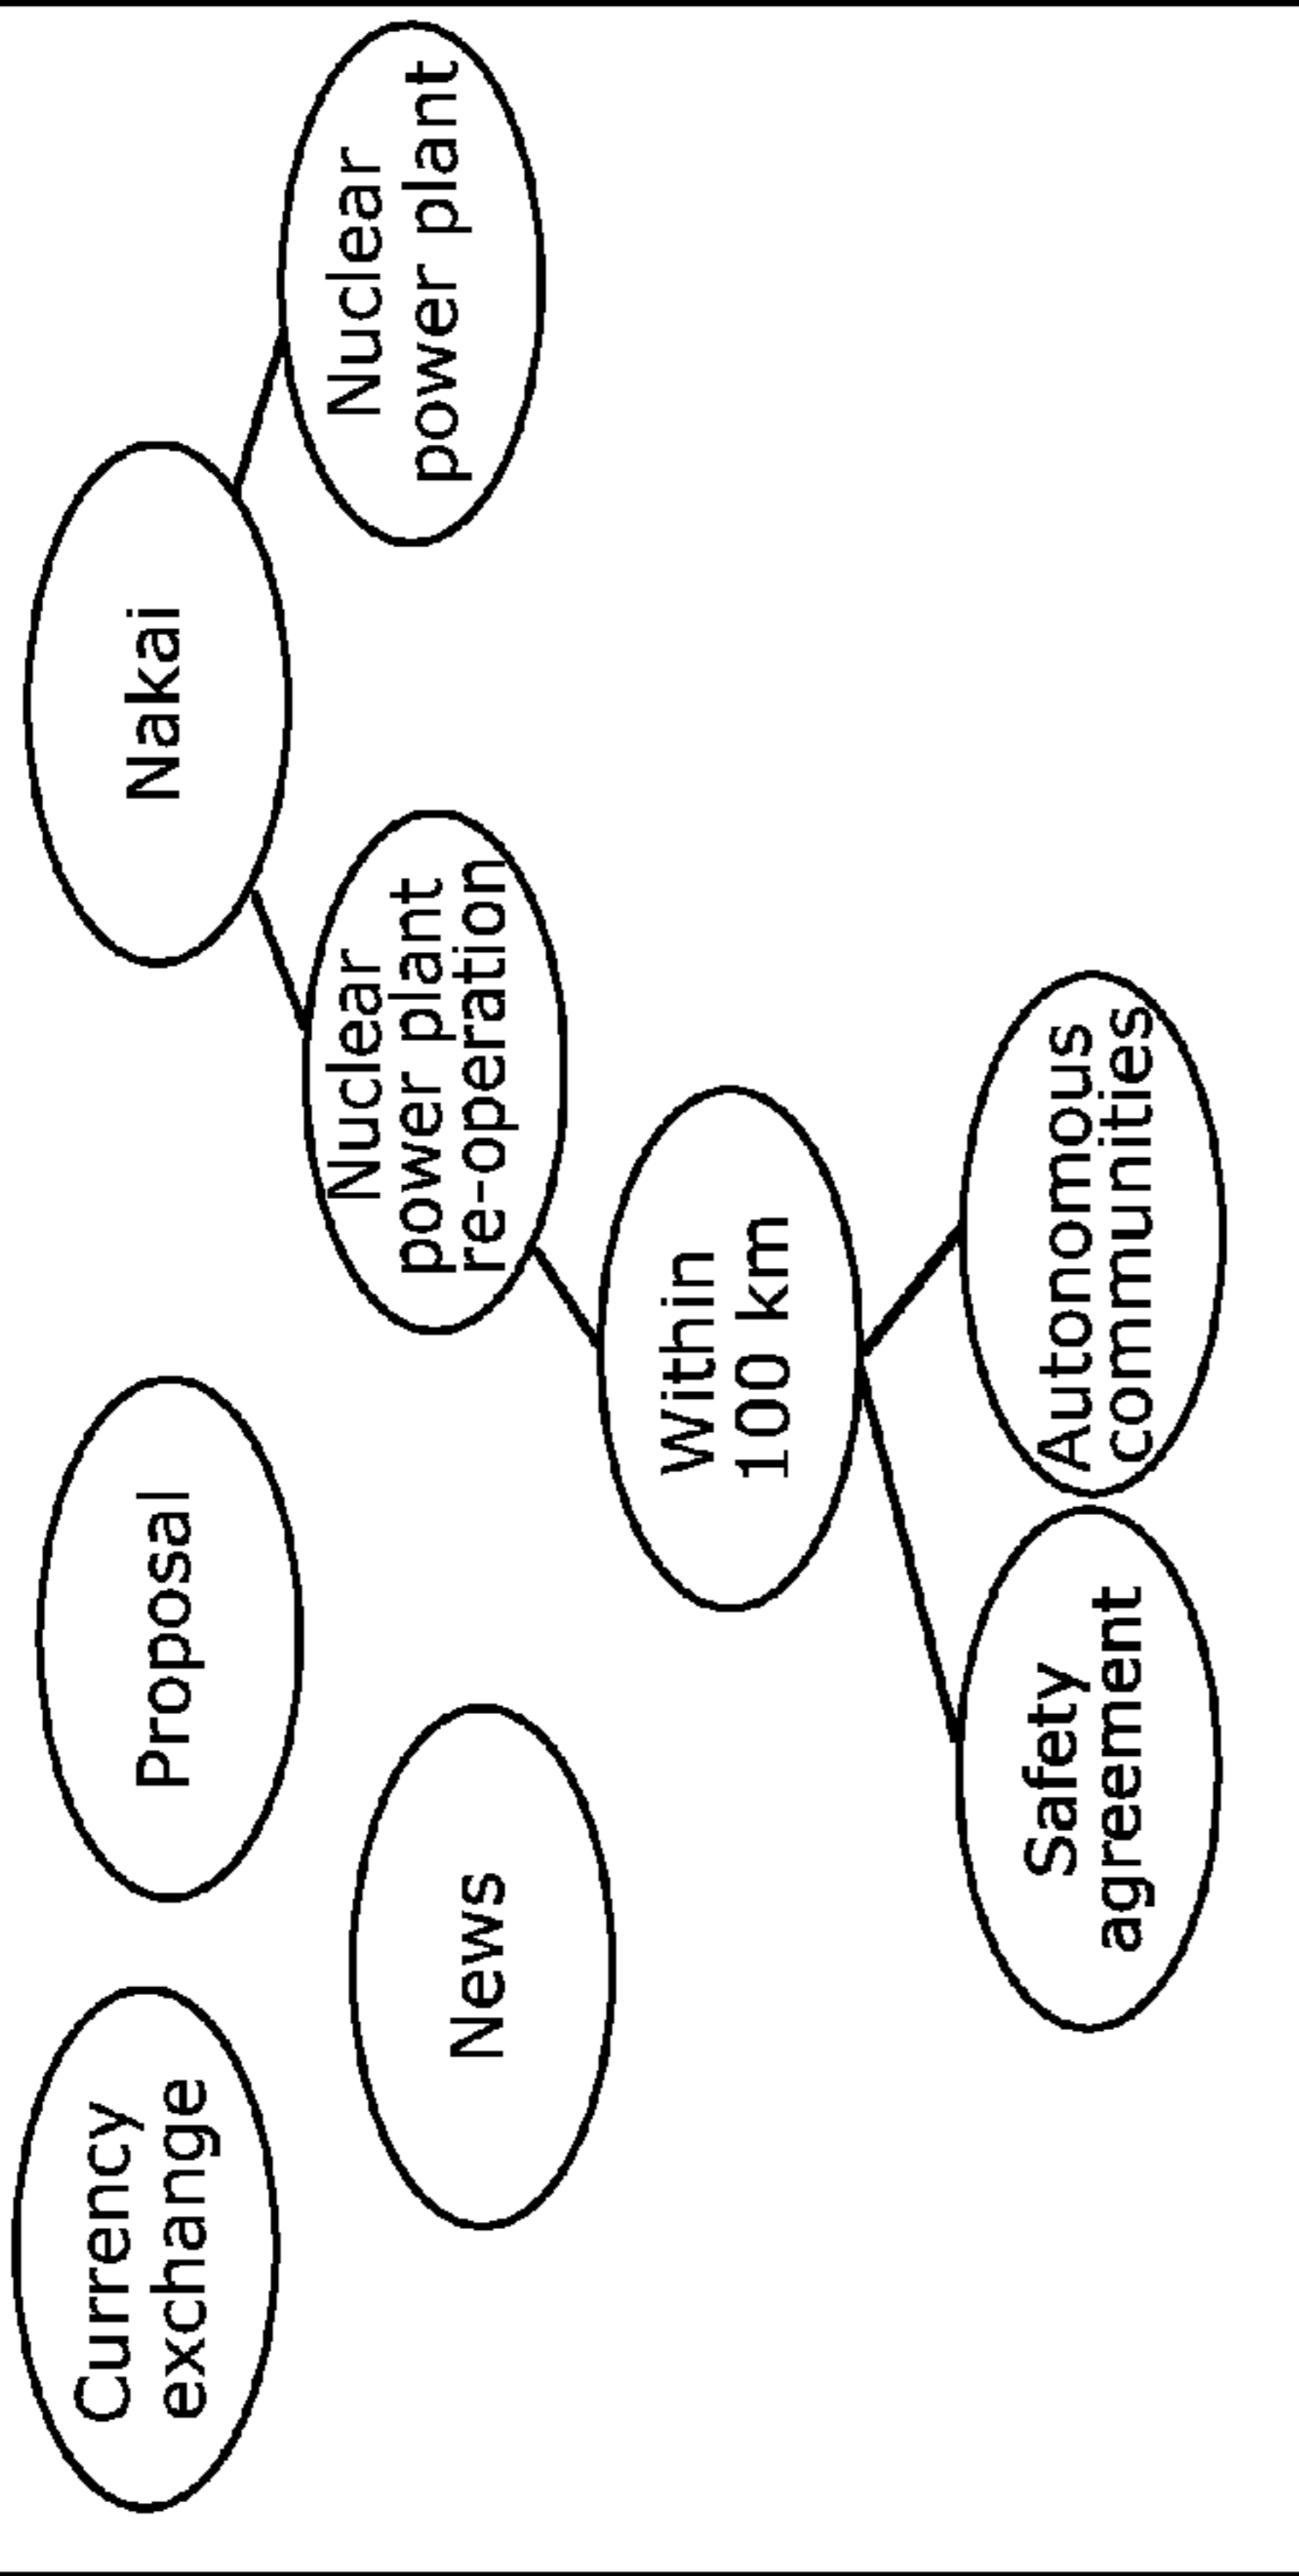 Currency
exchange
Proposal
Nakai
News
Nuclear
power plant
re-operation
Nuclear
power plant
Within
100 km
Safety
agreement
Autonomous
communities